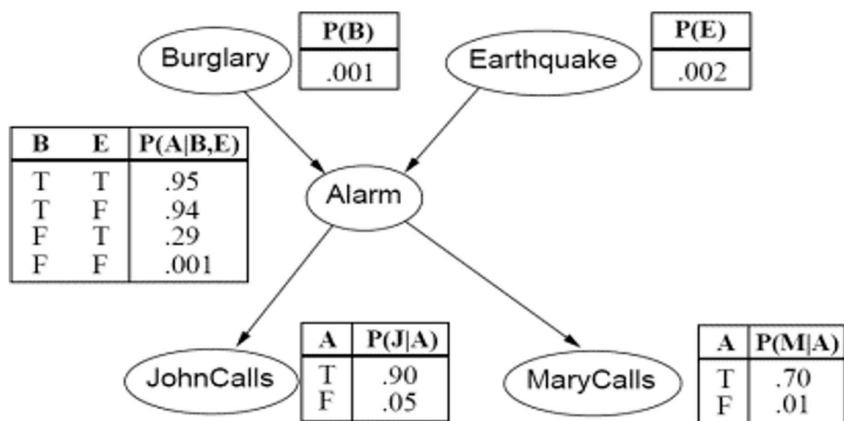 Burglary
P(B)
.001
Earthquake
P(E)
.002
B E P(A|B,E)
T T .95
T F .94
F T .29
F F .001
Alarm
JohnCalls
A P(J|A)
T .90
F .05
MaryCalls
A P(M|A)
T .70
F .01